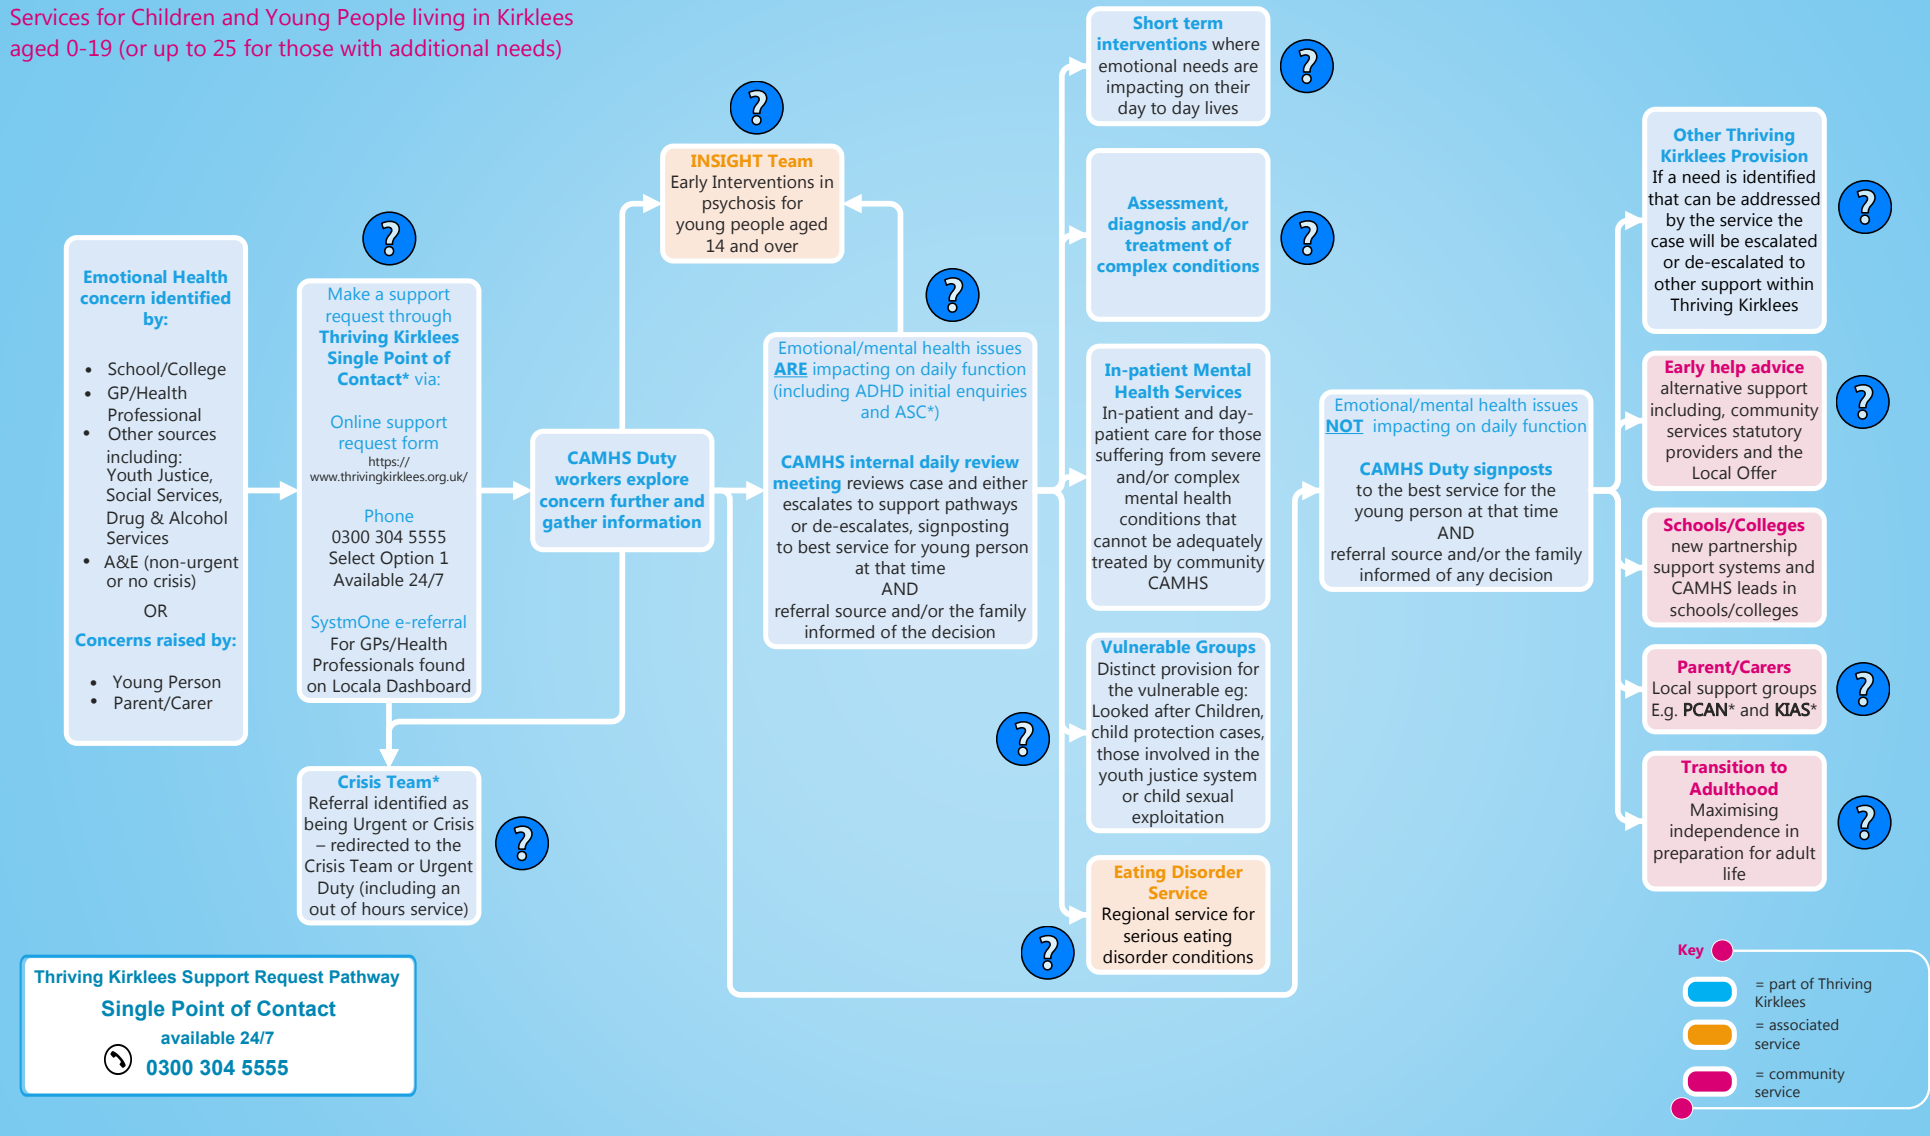 Services for Children and Young People living in Kirklees
aged 0-19 (or up to 25 for those with additional needs)
Emotional Health
concern identified
by:
• School/College
• GP/Health
Professional
• Other sources
including:
Youth Justice,
Social Services,
Drug & Alcohol
Services
• A&E (non-urgent
or no crisis)
OR
Concerns raised by:
• Young Person
• Parent/Carer
?
Make a support
request through
Thriving Kirklees
Single Point of
Contact* via:
Online support
request form
https://
www.thrivingkirklees.org.uk/
Phone
0300 304 5555
Select Option 1
Available 24/7
SystmOne e-referral
For GPs/Health
Professionals found
on Locala Dashboard
Crisis Team*
Referral identified as
being Urgent or Crisis
– redirected to the
Crisis Team or Urgent
Duty (including an
out of hours service)
?
CAMHS Duty
workers explore
concern further and
gather information
?
INSIGHT Team
Early Interventions in
psychosis for
young people aged
14 and over
?
Emotional/mental health issues
ARE impacting on daily function
(including ADHD initial enquiries
and ASC*)
CAMHS internal daily review
meeting reviews case and either
escalates to support pathways
or de-escalates, signposting
to best service for young person
at that time
AND
referral source and/or the family
informed of the decision
Short term
interventions where
emotional needs are
impacting on their
day to day lives
?
Assessment,
diagnosis and/or
treatment of
complex conditions
?
In-patient Mental
Health Services
In-patient and day-
patient care for those
suffering from severe
and/or complex
mental health
conditions that
cannot be adequately
treated by community
CAMHS
Vulnerable Groups
Distinct provision for
the vulnerable eg:
Looked after Children,
child protection cases,
those involved in the
youth justice system
or child sexual
exploitation
?
Eating Disorder
Service
Regional service for
serious eating
disorder conditions
?
Emotional/mental health issues
NOT impacting on daily function
CAMHS Duty signposts
to the best service for the
young person at that time
AND
referral source and/or the family
informed of any decision
Other Thriving
Kirklees Provision
If a need is identified
that can be addressed
by the service the
case will be escalated
or de-escalated to
other support within
Thriving Kirklees
?
Early help advice
alternative support
including, community
services statutory
providers and the
Local Offer
?
Schools/Colleges
new partnership
support systems and
CAMHS leads in
schools/colleges
Parent/Carers
Local support groups
E.g. PCAN* and KIAS*
?
Transition to
Adulthood
Maximising
independence in
preparation for adult
life
?
Thriving Kirklees Support Request Pathway
Single Point of Contact
available 24/7
0300 304 5555
Key
= part of Thriving
Kirklees
= associated
service
= community
service